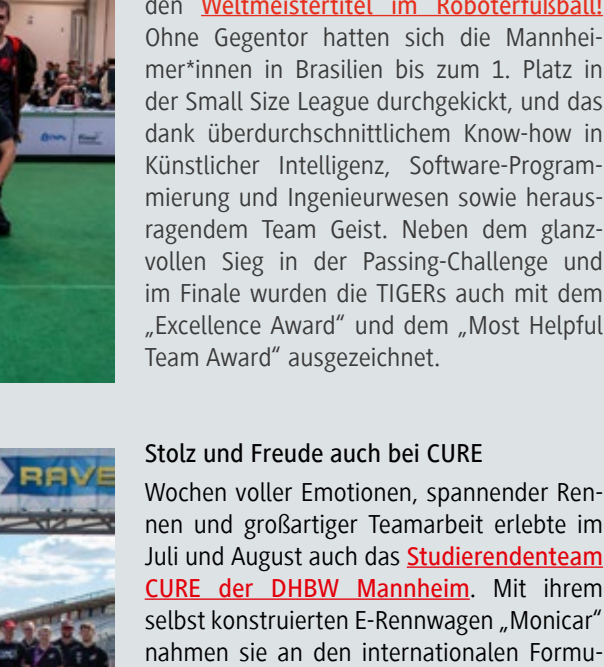 den Weltmeistertitel im Roboterfußball!
Ohne Gegentor hatten sich die Mannhei-
mer*innen in Brasilien bis zum 1. Platz in
der Small Size League durchgekickt, und das
dank überdurchschnittlichem Know-how in
Künstlicher Intelligenz, Software-Program-
mierung und Ingenieurwesen sowie heraus-
ragendem Team Geist. Neben dem glanz-
vollen Sieg in der Passing-Challenge und
im Finale wurden die TIGERs auch mit dem
„Excellence Award“ und dem „Most Helpful
Team Award“ ausgezeichnet.
RAVE
Stolz und Freude auch bei CURE
Wochen voller Emotionen, spannender Ren-
nen und großartiger Teamarbeit erlebte im
Juli und August auch das Studierendenteam
CURE der DHBW Mannheim. Mit ihrem
selbst konstruierten E-Rennwagen „Monicar“
nahmen sie an den internationalen Formu-